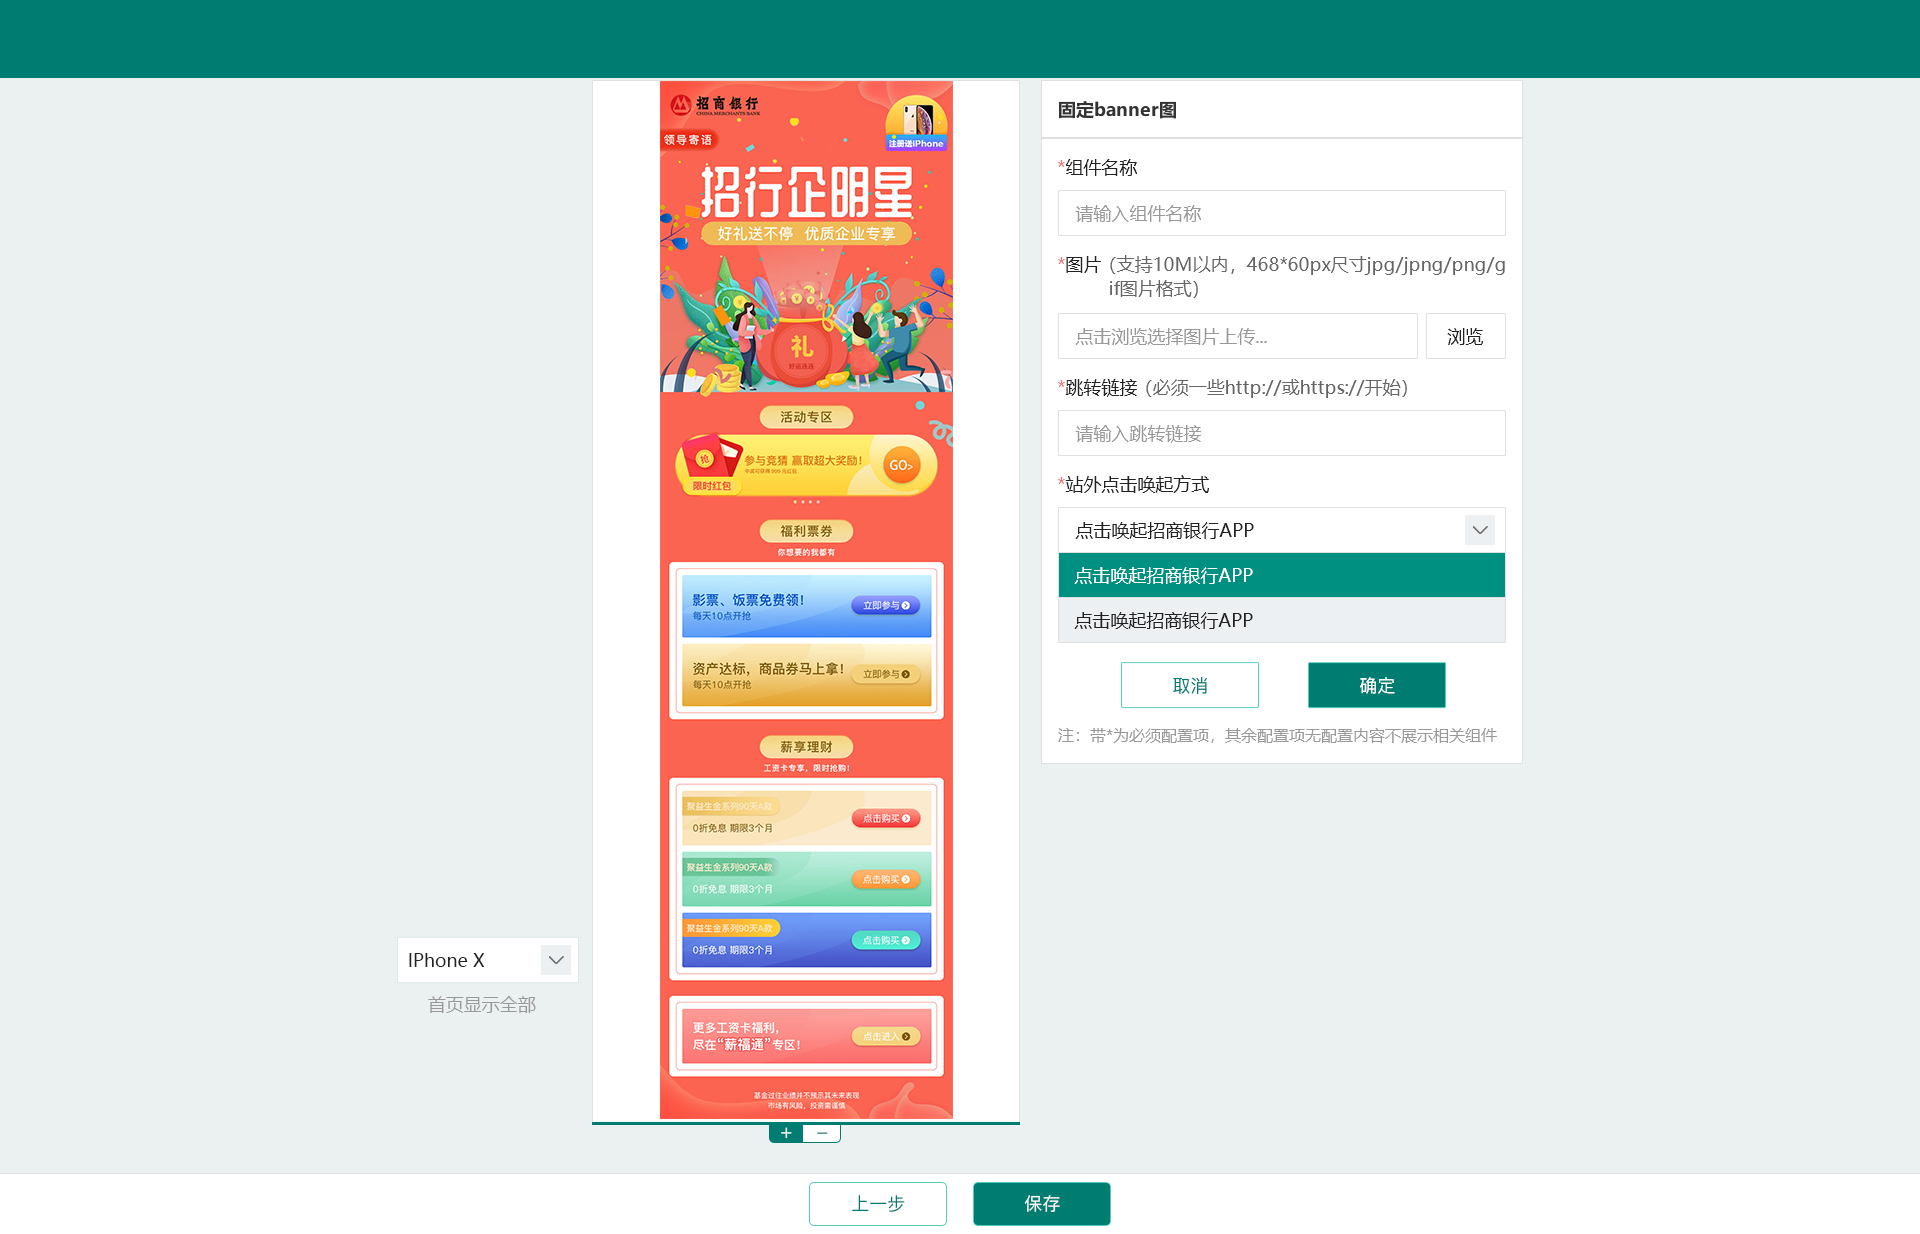 招商银行
CHINA MERCHANTS BANK
领导寄语
注册送iPhone
招行企明星
好礼送不停 优质企业专享
礼
好运连连
活动专区
抢
限时红包
参与竞猜 赢取超大奖励！
GO>
福利票券
你想要的我都有
影票、饭票免费领！
每天10点开抢
立即参与
资产达标，商品券马上拿！
每天10点开抢
立即参与
薪享理财
工资卡专享，限时抢购！
聚益生金系列90天A款
0折免息 期限3个月
点击购买
聚益生金系列90天A款
0折免息 期限3个月
点击购买
聚益生金系列90天A款
0折免息 期限3个月
点击购买
更多工资卡福利，
尽在“薪福通”专区！
点击进入
基金过往业绩并不预示其未来表现
市场有风险，投资需谨慎
IPhone X
首页显示全部
固定banner图
*组件名称
请输入组件名称
*图片 (支持10M以内，468*60px尺寸jpg/jpng/png/g
if图片格式)
点击浏览选择图片上传...
浏览
*跳转链接 (必须一些http://或https://开始)
请输入跳转链接
*站外点击唤起方式
点击唤起招商银行APP
点击唤起招商银行APP
点击唤起招商银行APP
取消
确定
注：带*为必须配置项，其余配置项无配置内容不展示相关组件
+ −
上一步
保存